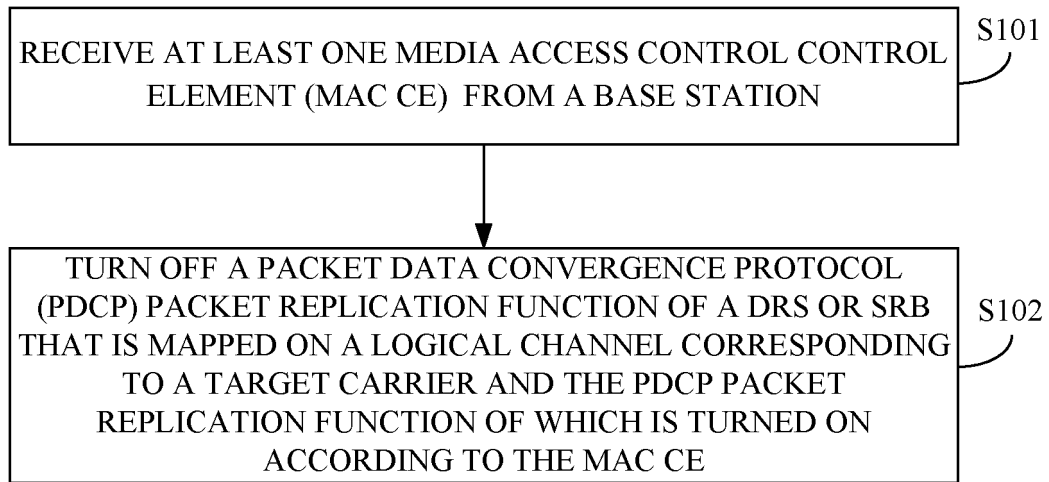 RECEIVE AT LEAST ONE MEDIA ACCESS CONTROL CONTROL
ELEMENT (MAC CE) FROM A BASE STATION
S101
TURN OFF A PACKET DATA CONVERGENCE PROTOCOL
(PDCP) PACKET REPLICATION FUNCTION OF A DRS OR SRB
THAT IS MAPPED ON A LOGICAL CHANNEL CORRESPONDING
TO A TARGET CARRIER AND THE PDCP PACKET
REPLICATION FUNCTION OF WHICH IS TURNED ON
ACCORDING TO THE MAC CE
S102